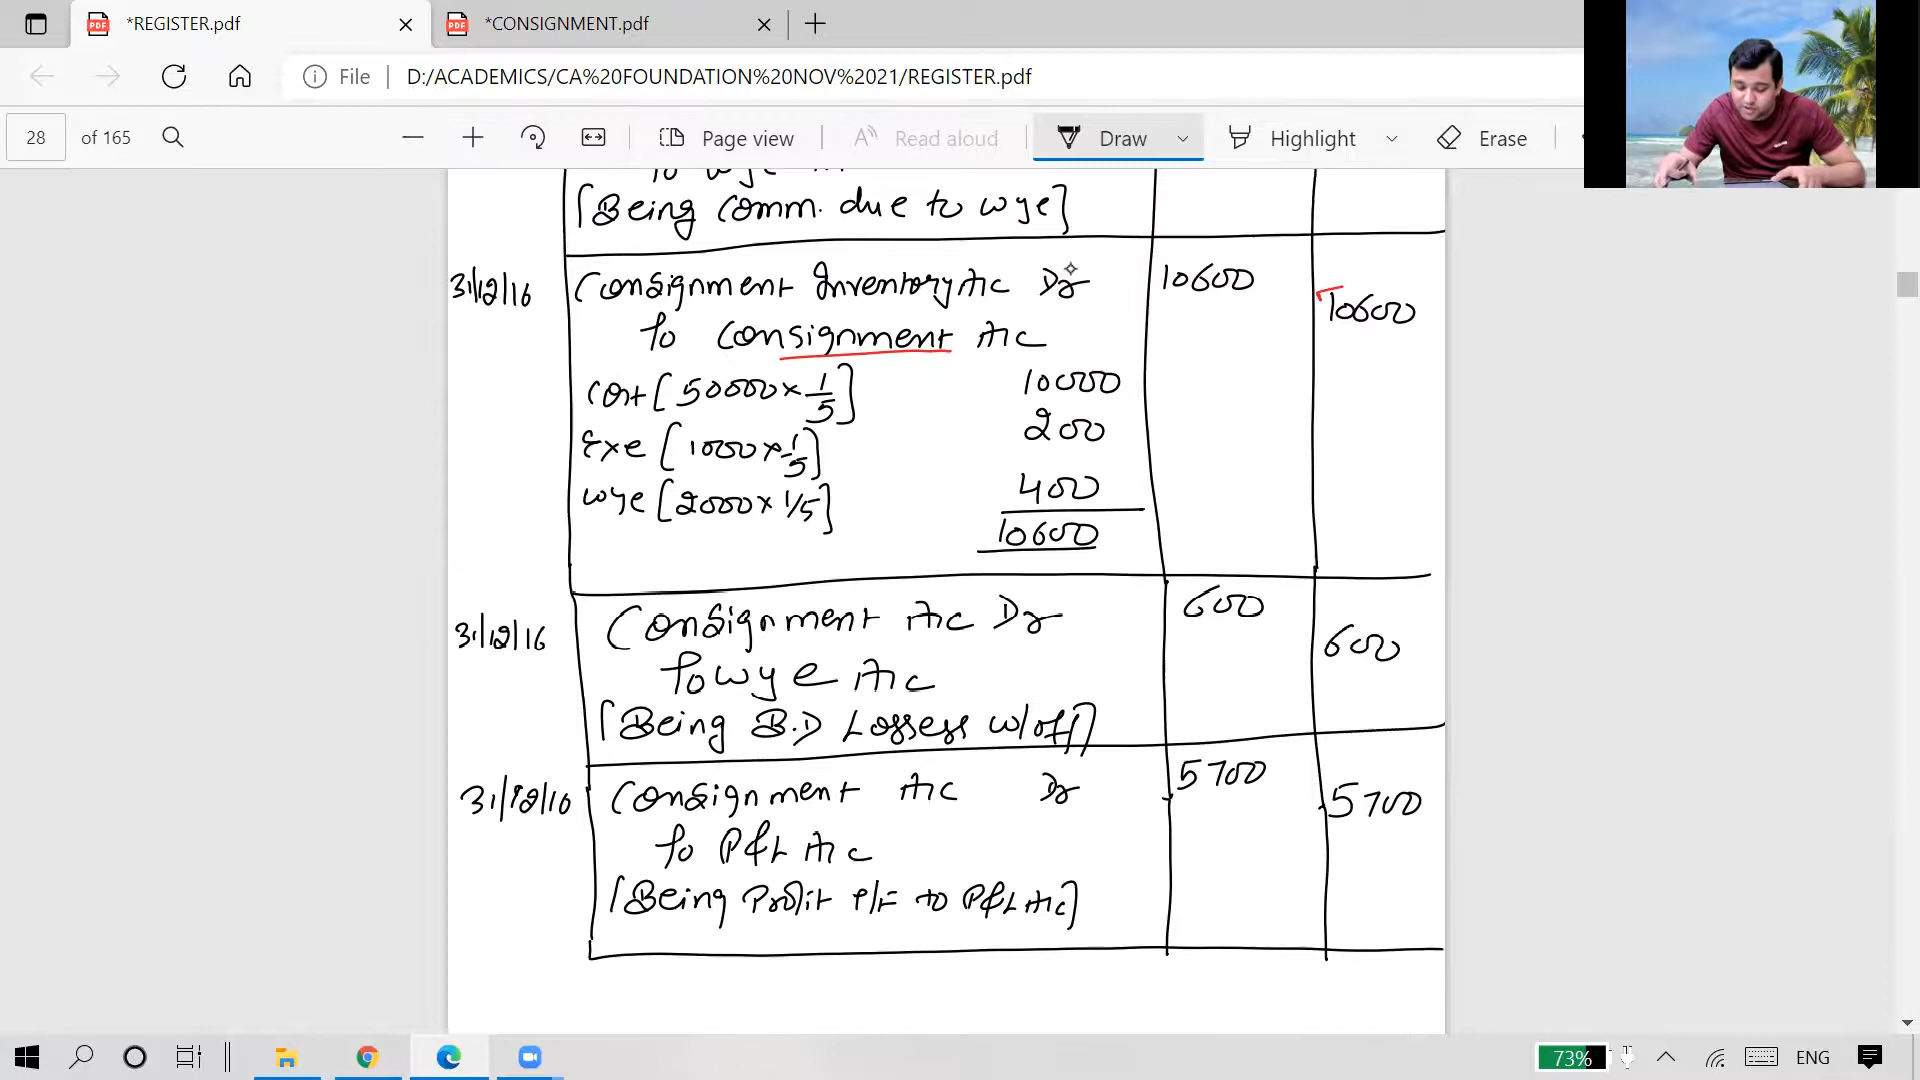 *REGISTER.pdf
*CONSIGNMENT.pdf
File D:/ACADEMICS/CA%20FOUNDATION%20NOV%2021/REGISTER.pdf
28 of 165
Page view
Read aloud
Draw
Highlight
Erase
To Wye A/c
[Being Comm. due to Wye]
31/12/16 Consignment Inventory A/c Dr 10600
To Consignment A/c 10600
Cost [50000 x 1/5] 10000
Exe [1000 x 1/5] 200
Wye [2000 x 1/5] 400
10600
31/12/16 Consignment A/c Dr 600
To Wye A/c 600
[Being B.D Lossess w/off]
31/12/16 Consignment A/c Dr 5700
To P&L A/c 5700
[Being Profit t/f to P&L A/c]
73%
ENG